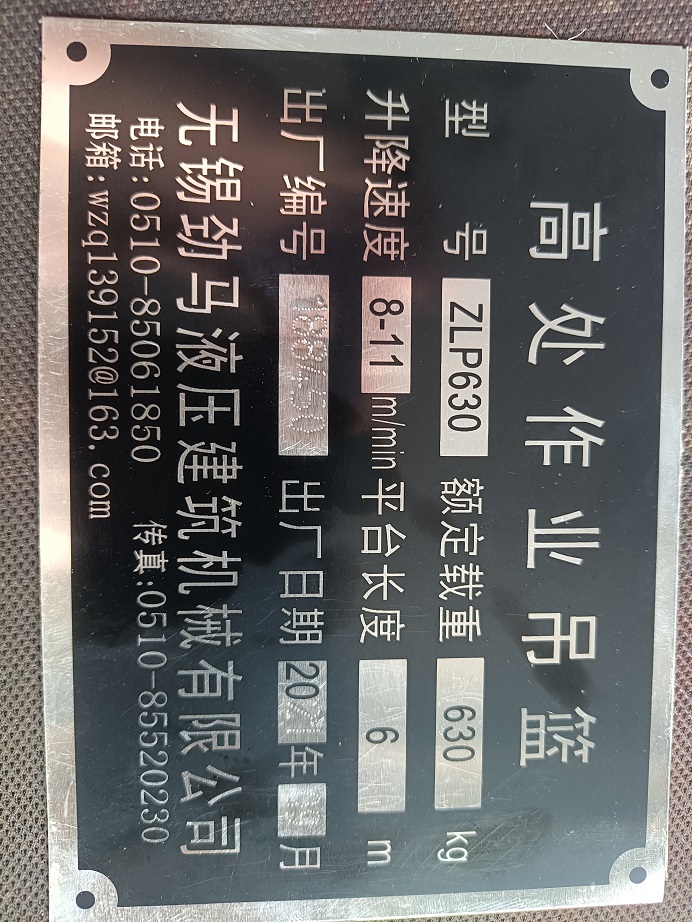 高处作业吊篮
型 号 ZLP630 额定载重 630 kg
升降速度 8-11 m/min 平台长度 6 m
出厂编号 出厂日期 20 年 月
无锡劲马液压建筑机械有限公司
电话:0510-85061850 传真:0510-85520230
邮箱:wzq139152@163.com